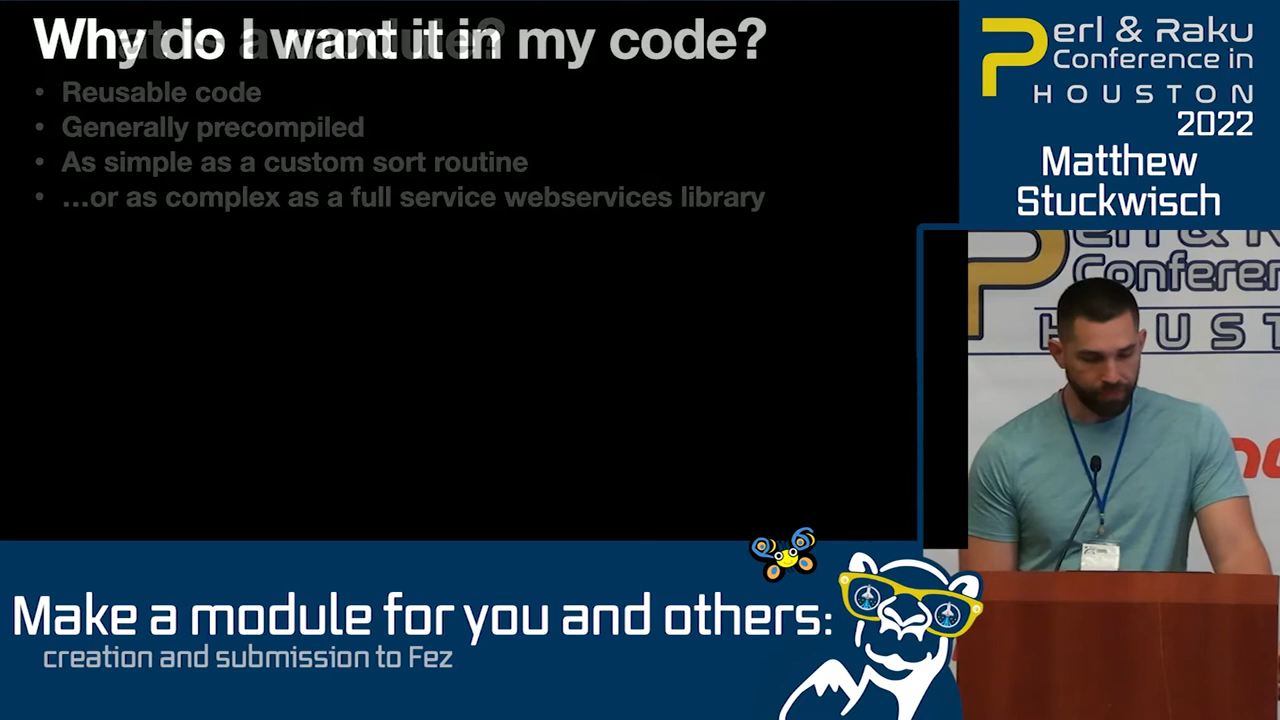 Why do I want it in my code?
• Reusable code
• Generally precompiled
• As simple as a custom sort routine
• …or as complex as a full service webservices library
Perl & Raku
Conference in
HOUSTON
2022
Matthew
Stuckwisch
Make a module for you and others:
creation and submission to Fez